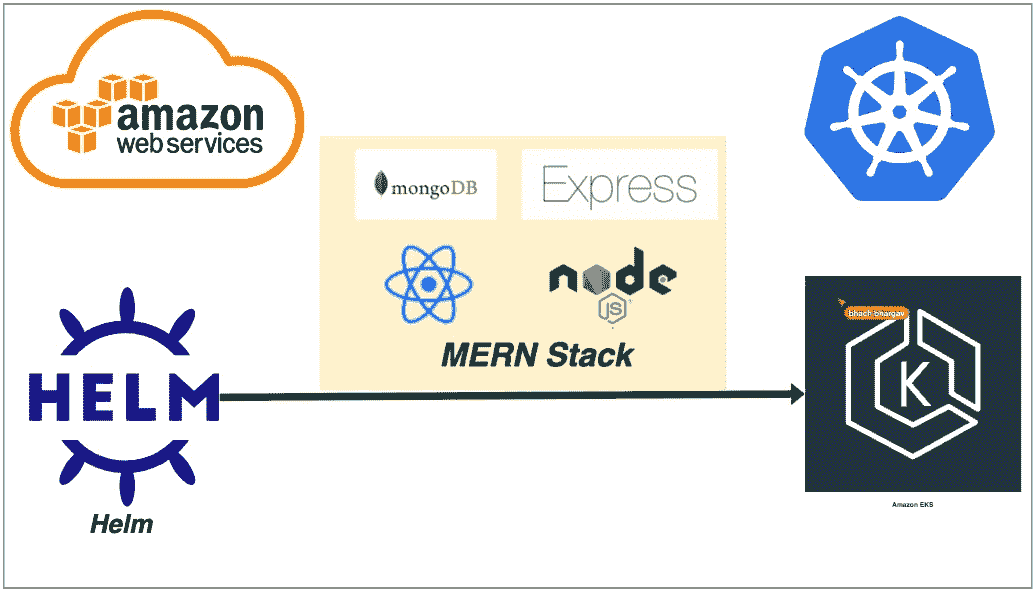 amazon
web services
mongoDB
Express
node
JS
MERN Stack
HELM
Helm
bhach bhargav
K
Amazon EKS